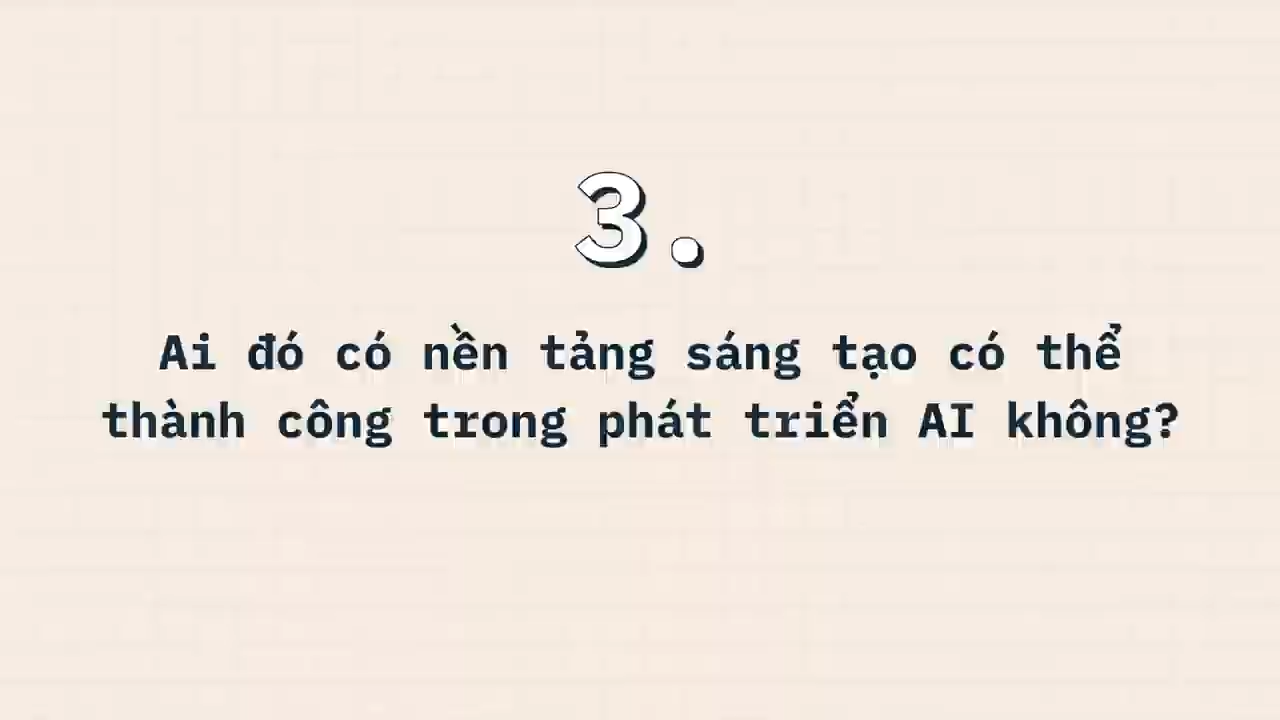 3.
Ai đó có nền tảng sáng tạo có thể
thành công trong phát triển AI không?